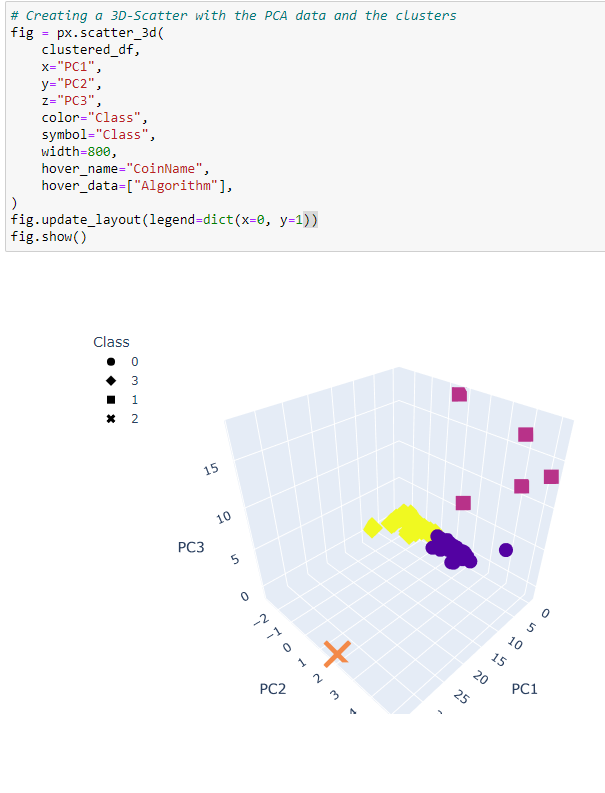 # Creating a 3D-Scatter with the PCA data and the clusters
fig = px.scatter_3d(
    clustered_df,
    x="PC1",
    y="PC2",
    z="PC3",
    color="Class",
    symbol="Class",
    width=800,
    hover_name="CoinName",
    hover_data=["Algorithm"],
)
fig.update_layout(legend=dict(x=0, y=1))
fig.show()
Class
0
3
1
2
15
10
PC3
5
0
−2
−1
0
1
2
3
4
PC2
0
5
10
15
20
25
PC1